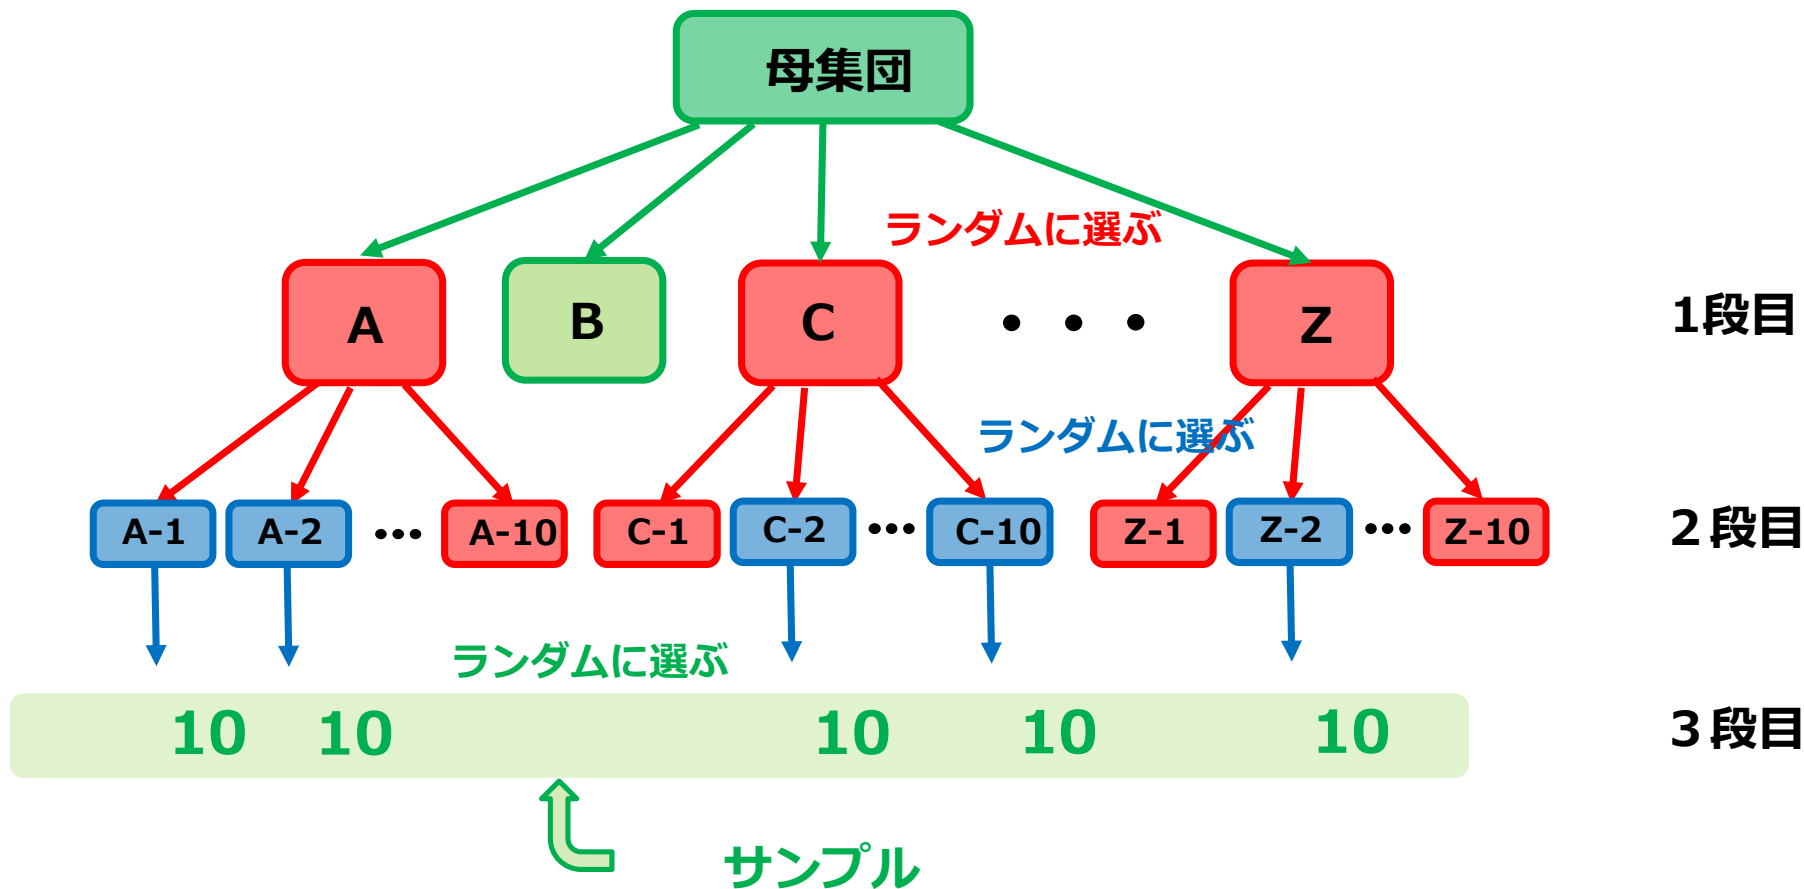 母集団
ランダムに選ぶ
A
B
C
・・・
Z
1段目
ランダムに選ぶ
A-1
A-2
…
A-10
C-1
C-2
…
C-10
Z-1
Z-2
…
Z-10
２段目
ランダムに選ぶ
10
10
10
10
10
３段目
サンプル